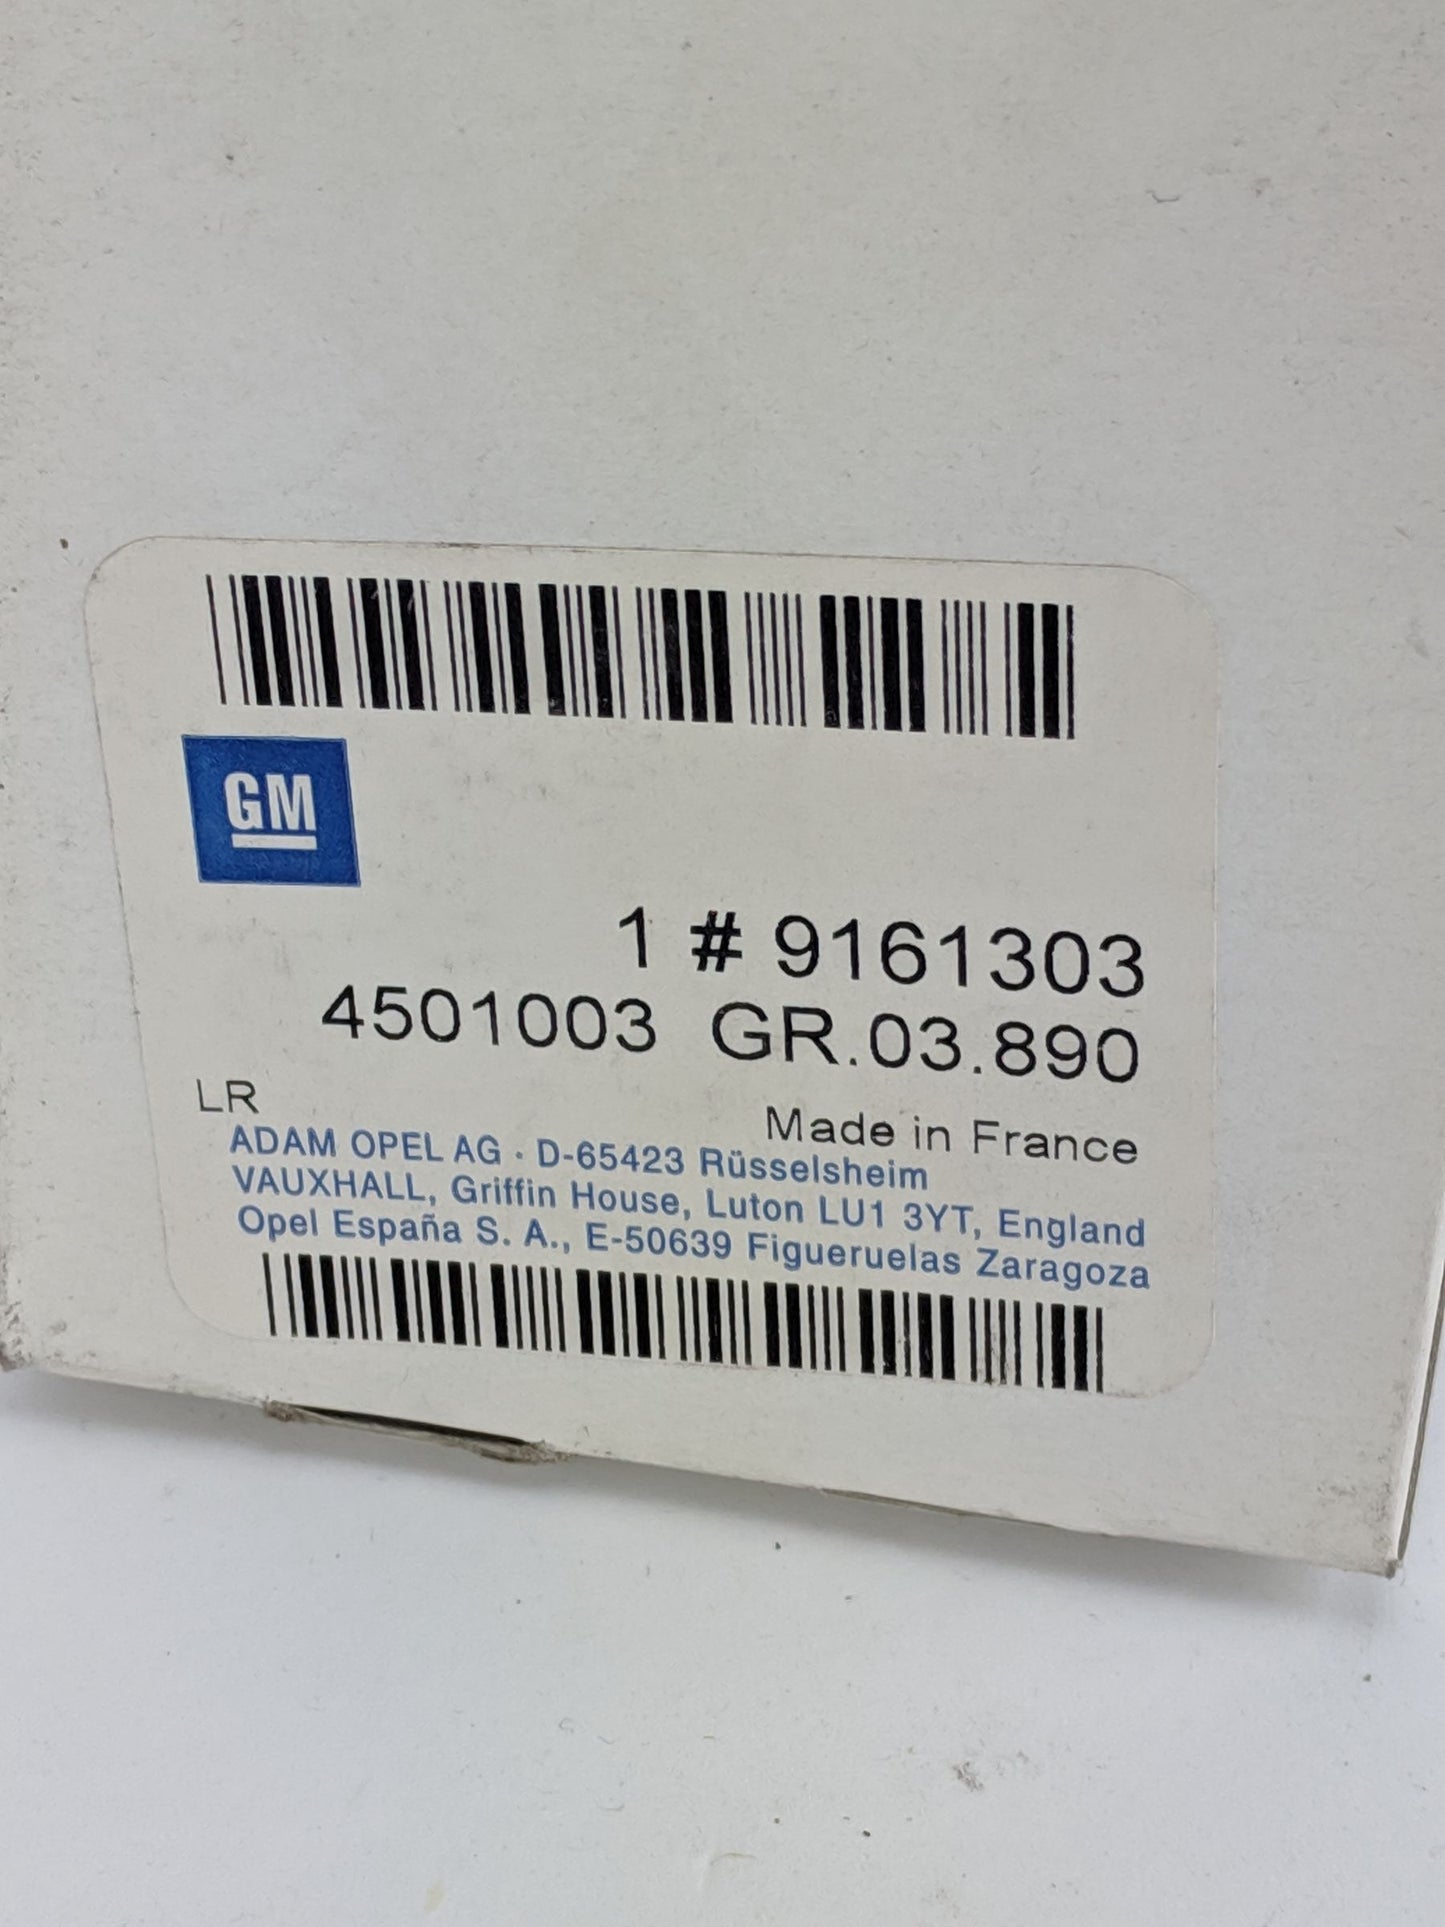 GM
1 # 9161303
4501003 GR.03.890
LR
Made in France
ADAM OPEL AG · D-65423 Rüsselsheim
VAUXHALL, Griffin House, Luton LU1 3YT, England
Opel España S. A., E-50639 Figueruelas Zaragoza